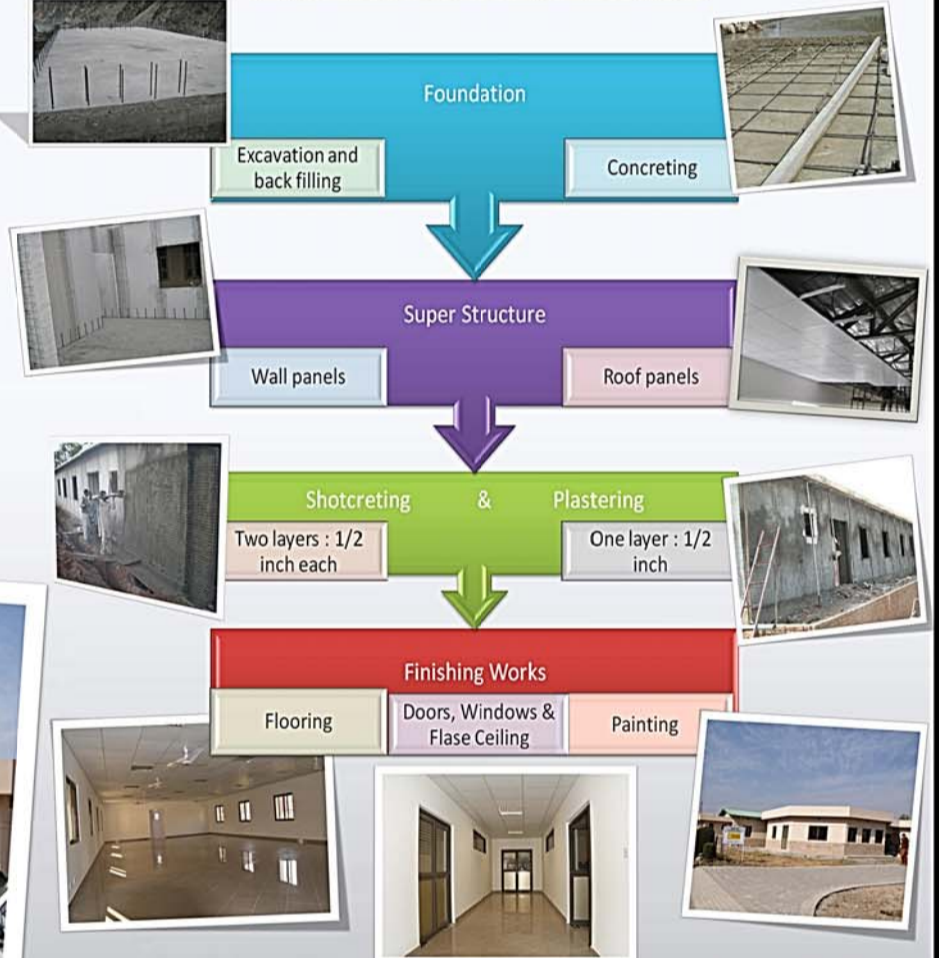 Foundation
Excavation and
back filling
Concreting
Super Structure
Wall panels
Roof panels
Shotcreting & Plastering
Two layers : 1/2
inch each
One layer : 1/2
inch
Finishing Works
Flooring
Doors, Windows &
Flase Ceiling
Painting